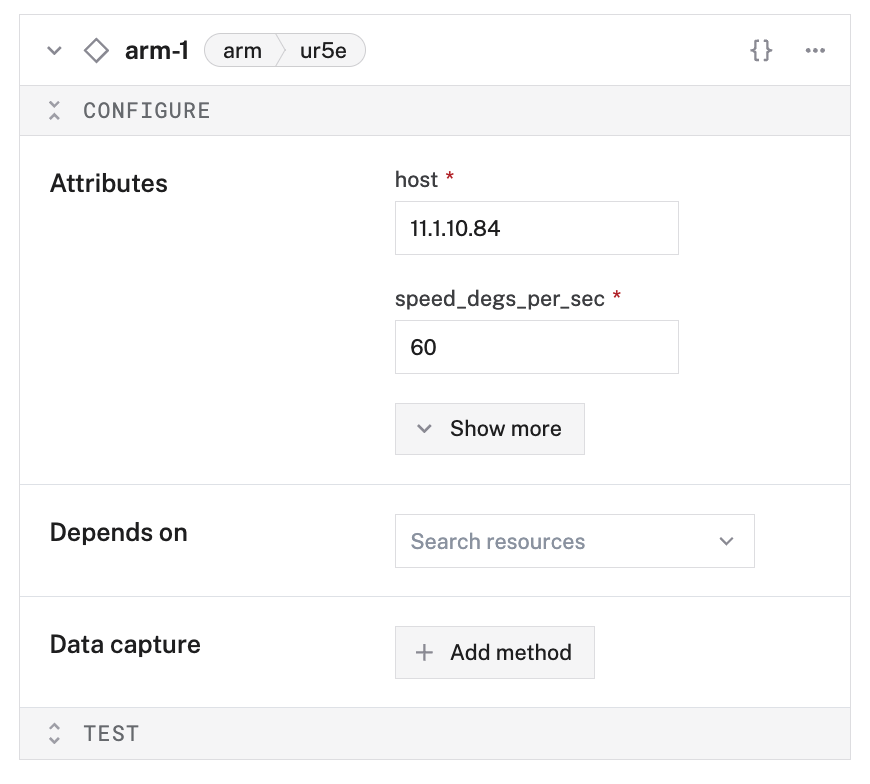 arm-1 arm ur5e {} ...
CONFIGURE
Attributes
host *
11.1.10.84
speed_degs_per_sec *
60
Show more
Depends on
Search resources
Data capture
+ Add method
TEST